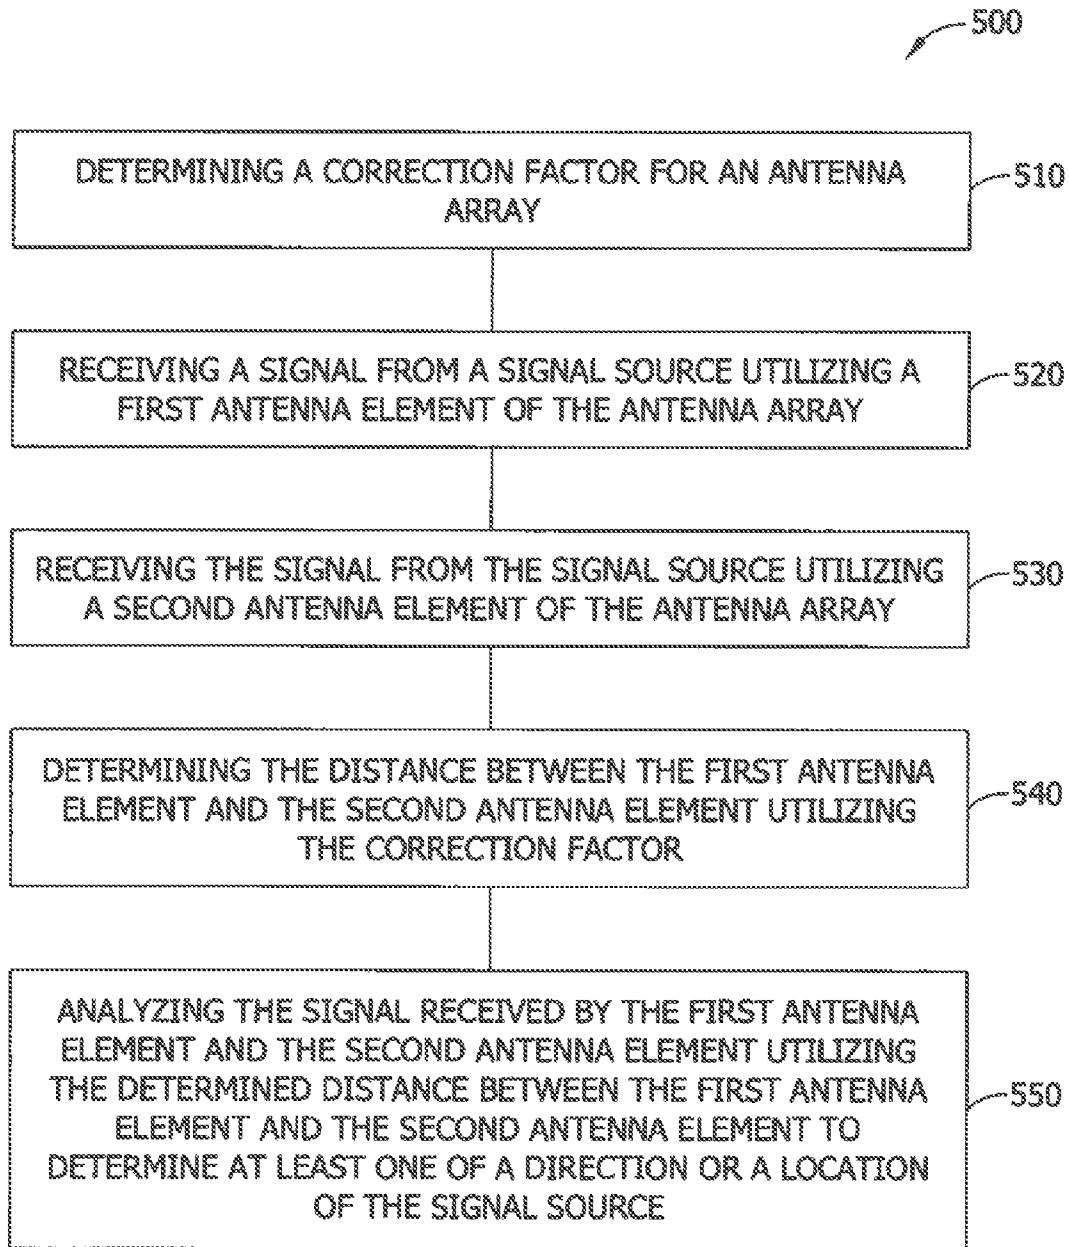 500
DETERMINING A CORRECTION FACTOR FOR AN ANTENNA
ARRAY
510
RECEIVING A SIGNAL FROM A SIGNAL SOURCE UTILIZING A
FIRST ANTENNA ELEMENT OF THE ANTENNA ARRAY
520
RECEIVING THE SIGNAL FROM THE SIGNAL SOURCE UTILIZING
A SECOND ANTENNA ELEMENT OF THE ANTENNA ARRAY
530
DETERMINING THE DISTANCE BETWEEN THE FIRST ANTENNA
ELEMENT AND THE SECOND ANTENNA ELEMENT UTILIZING
THE CORRECTION FACTOR
540
ANALYZING THE SIGNAL RECEIVED BY THE FIRST ANTENNA
ELEMENT AND THE SECOND ANTENNA ELEMENT UTILIZING
THE DETERMINED DISTANCE BETWEEN THE FIRST ANTENNA
ELEMENT AND THE SECOND ANTENNA ELEMENT TO
DETERMINE AT LEAST ONE OF A DIRECTION OR A LOCATION
OF THE SIGNAL SOURCE
550